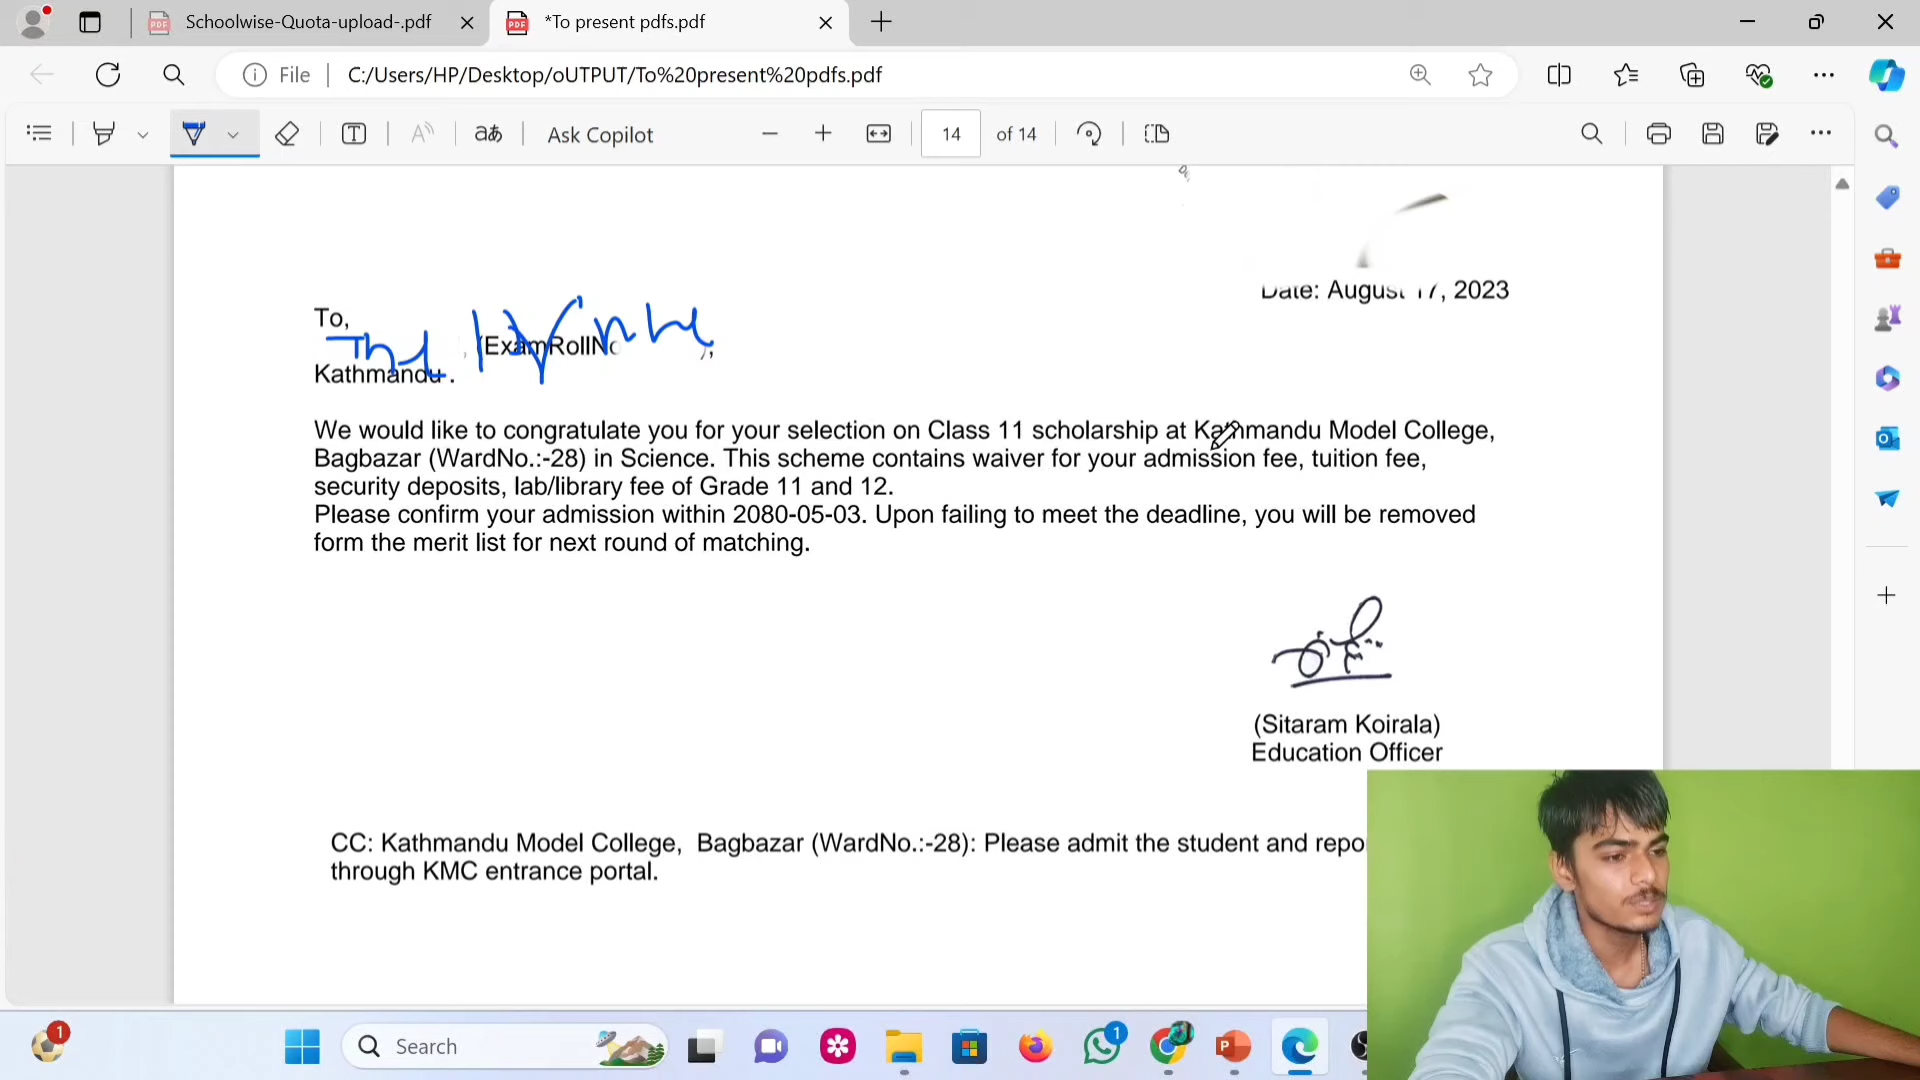 Schoolwise-Quota-upload-.pdf
*To present pdfs.pdf
File
C:/Users/HP/Desktop/oUTPUT/To%20present%20pdfs.pdf
Ask Copilot
14 of 14
Date: August 17, 2023
To,
(ExamRollNo ),
Kathmandu .
We would like to congratulate you for your selection on Class 11 scholarship at Kathmandu Model College,
Bagbazar (WardNo.:-28) in Science. This scheme contains waiver for your admission fee, tuition fee,
security deposits, lab/library fee of Grade 11 and 12.
Please confirm your admission within 2080-05-03. Upon failing to meet the deadline, you will be removed
form the merit list for next round of matching.
(Sitaram Koirala)
Education Officer
CC: Kathmandu Model College, Bagbazar (WardNo.:-28): Please admit the student and repo
through KMC entrance portal.
1
Search
1